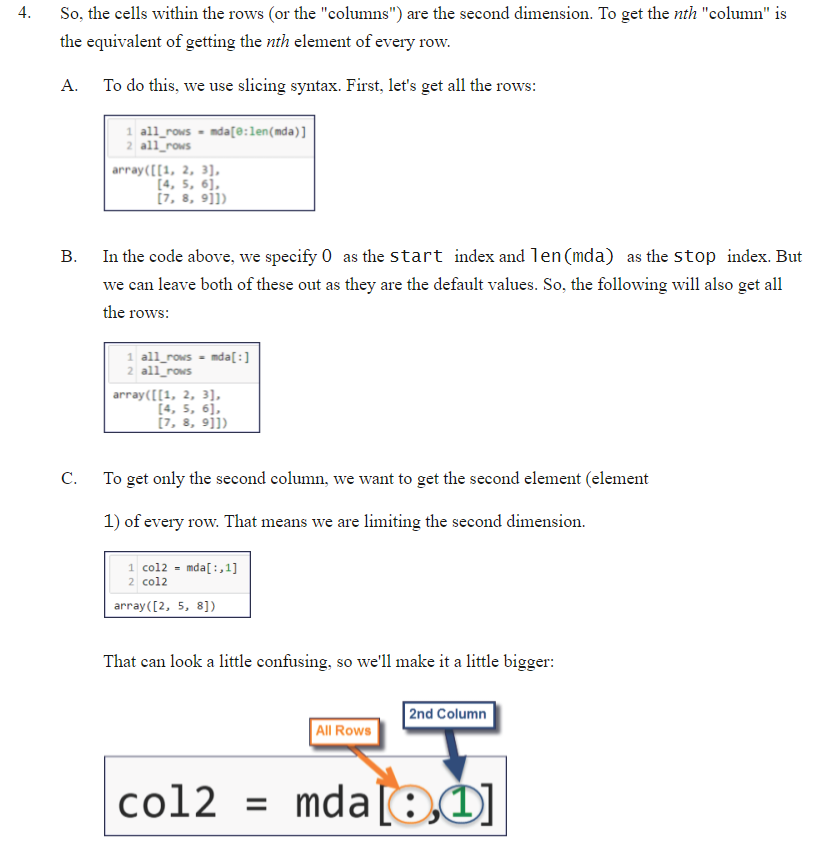 4. So, the cells within the rows (or the "columns") are the second dimension. To get the nth "column" is
the equivalent of getting the nth element of every row.
A. To do this, we use slicing syntax. First, let's get all the rows:
1 all_rows = mda[0:len(mda)]
2 all_rows
array([[1, 2, 3],
[4, 5, 6],
[7, 8, 9]])
B. In the code above, we specify 0 as the start index and len(mda) as the stop index. But
we can leave both of these out as they are the default values. So, the following will also get all
the rows:
1 all_rows = mda[:]
2 all_rows
array([[1, 2, 3],
[4, 5, 6],
[7, 8, 9]])
C. To get only the second column, we want to get the second element (element
1) of every row. That means we are limiting the second dimension.
1 col2 = mda[:,1]
2 col2
array([2, 5, 8])
That can look a little confusing, so we'll make it a little bigger:
2nd Column
All Rows
col2 = mda[:,1]